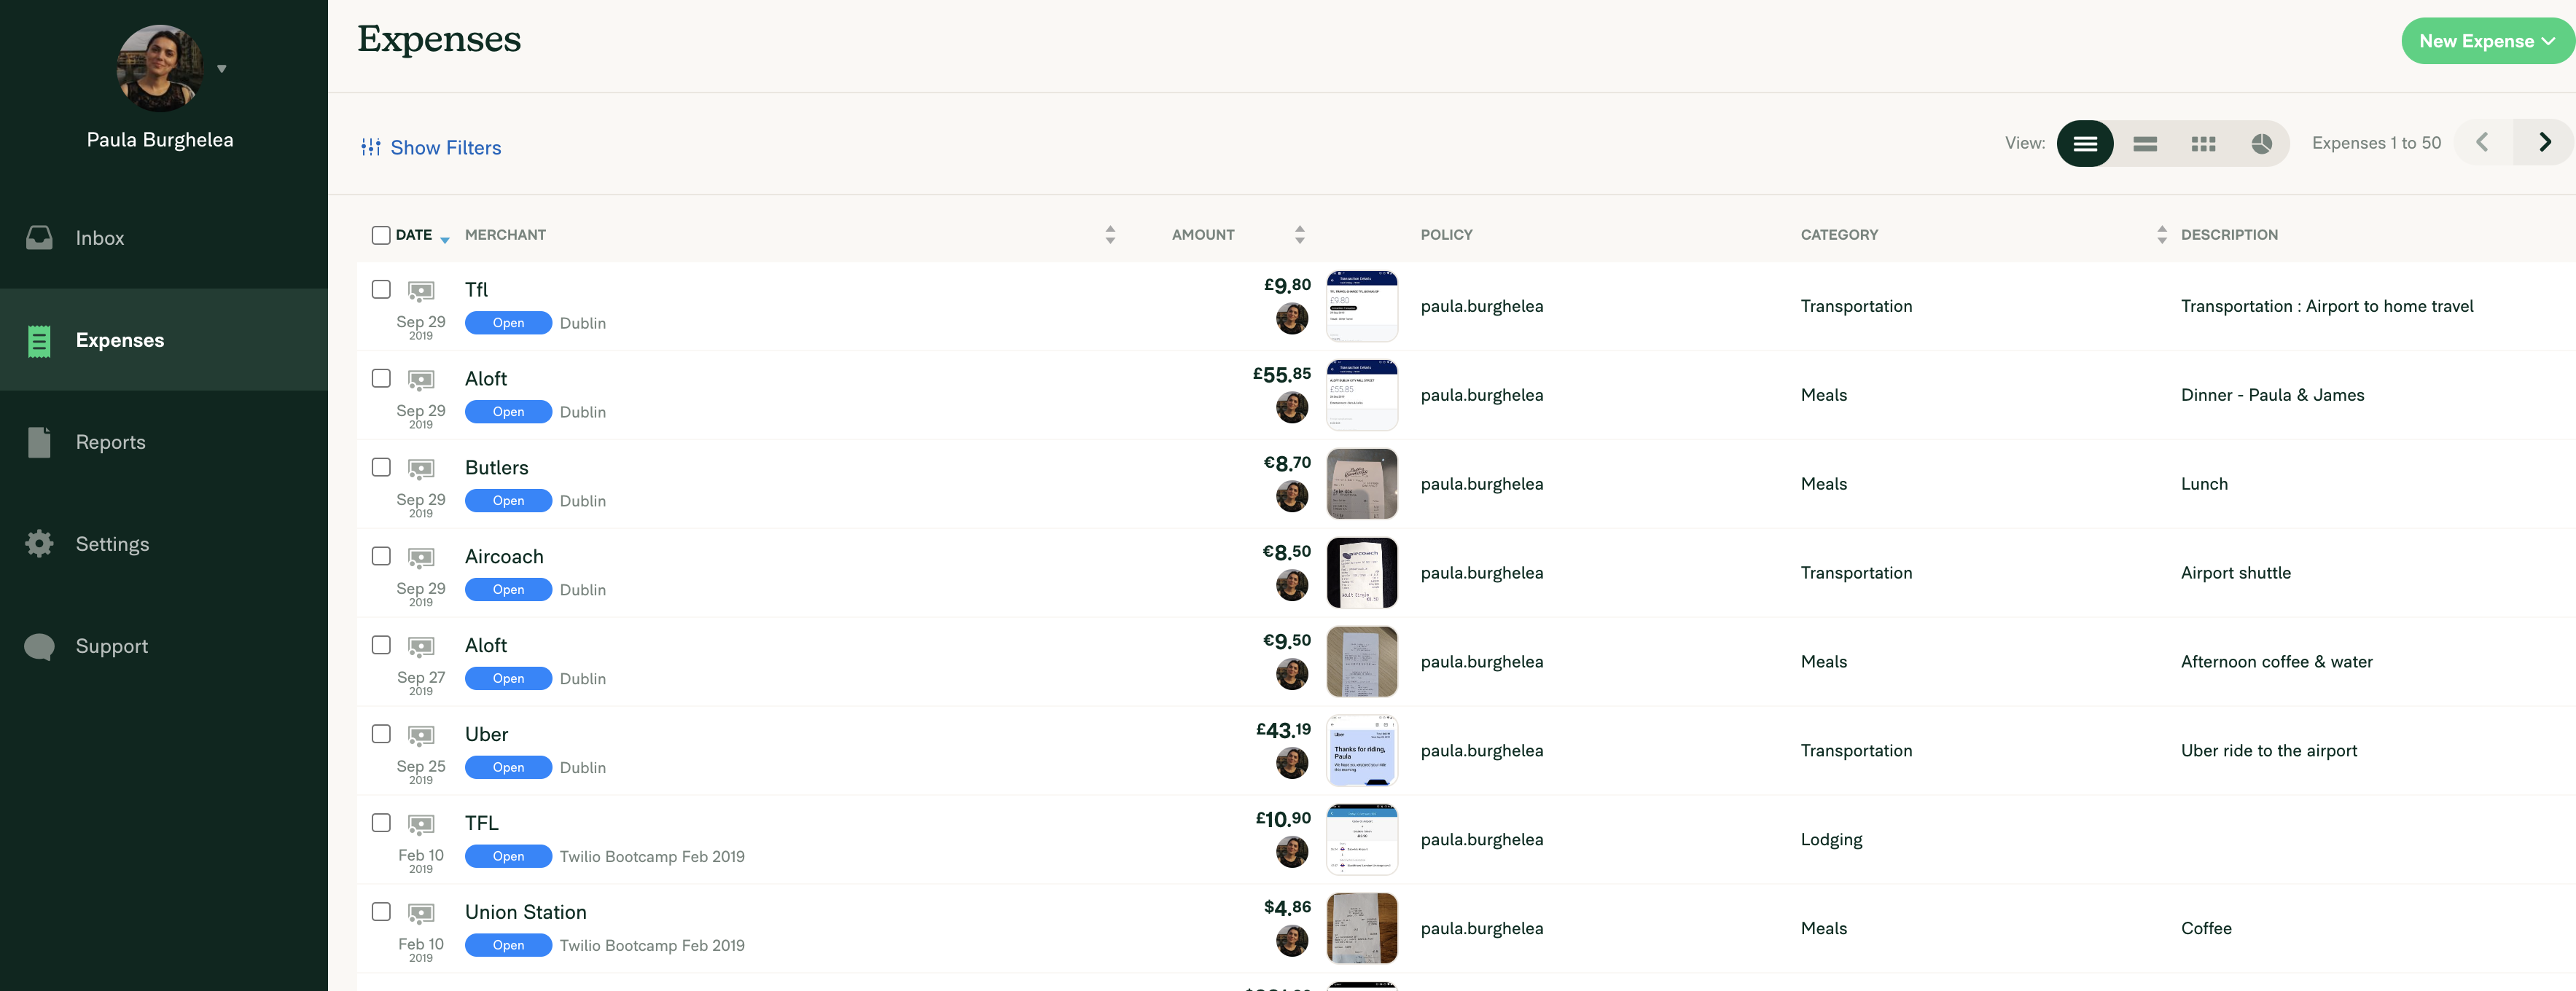 Paula Burghelea
Inbox
Expenses
Reports
Settings
Support
Expenses
New Expense
Show Filters
View:
Expenses 1 to 50
DATE MERCHANT AMOUNT POLICY CATEGORY DESCRIPTION
Tfl £9.80
Sep 29 2019 Open Dublin paula.burghelea Transportation Transportation : Airport to home travel
Aloft £55.85
Sep 29 2019 Open Dublin paula.burghelea Meals Dinner - Paula & James
Butlers €8.70
Sep 29 2019 Open Dublin paula.burghelea Meals Lunch
Aircoach €8.50
Sep 29 2019 Open Dublin paula.burghelea Transportation Airport shuttle
Aloft €9.50
Sep 27 2019 Open Dublin paula.burghelea Meals Afternoon coffee & water
Uber £43.19
Thanks for riding, Paula
Sep 25 2019 Open Dublin paula.burghelea Transportation Uber ride to the airport
TFL £10.90
Feb 10 2019 Open Twilio Bootcamp Feb 2019 paula.burghelea Lodging
Union Station $4.86
Feb 10 2019 Open Twilio Bootcamp Feb 2019 paula.burghelea Meals Coffee